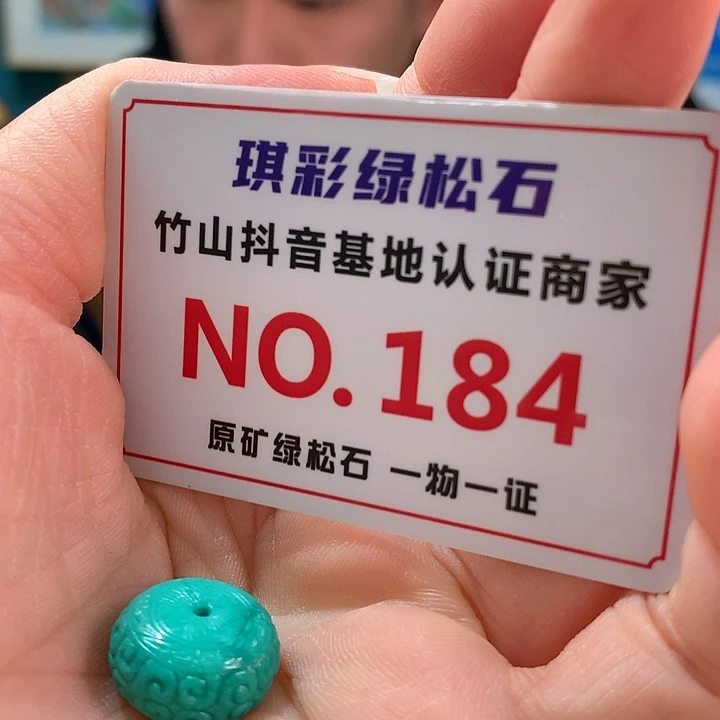 琪彩绿松石
竹山抖音基地认证商家
NO.184
原矿绿松石 一物一证